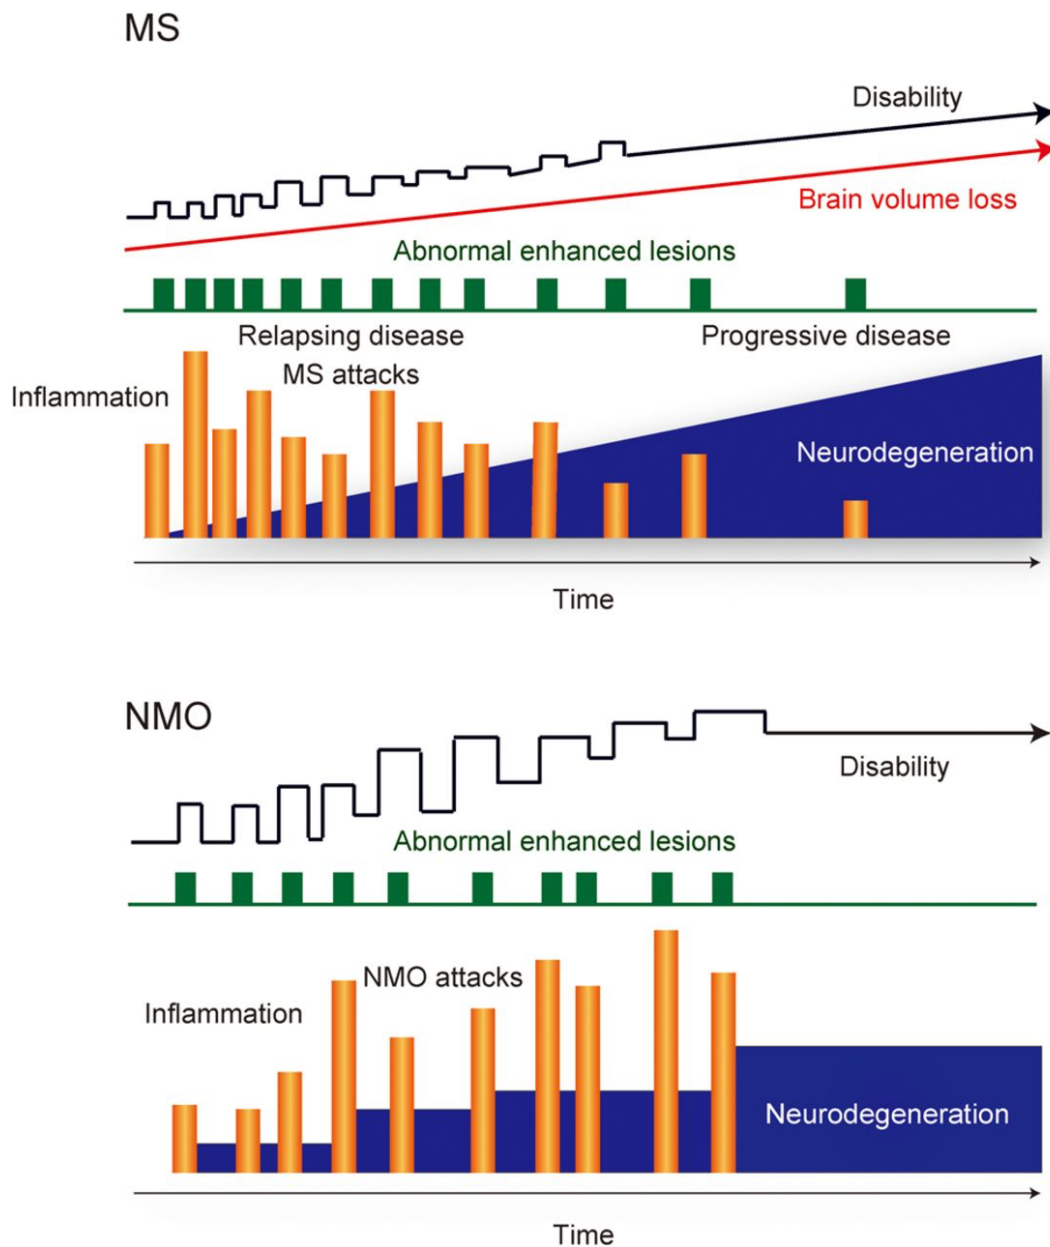 MS
Disability
Brain volume loss
Abnormal enhanced lesions
Relapsing disease
Progressive disease
MS attacks
Inflammation
Neurodegeneration
Time
NMO
Disability
Abnormal enhanced lesions
NMO attacks
Inflammation
Neurodegeneration
Time